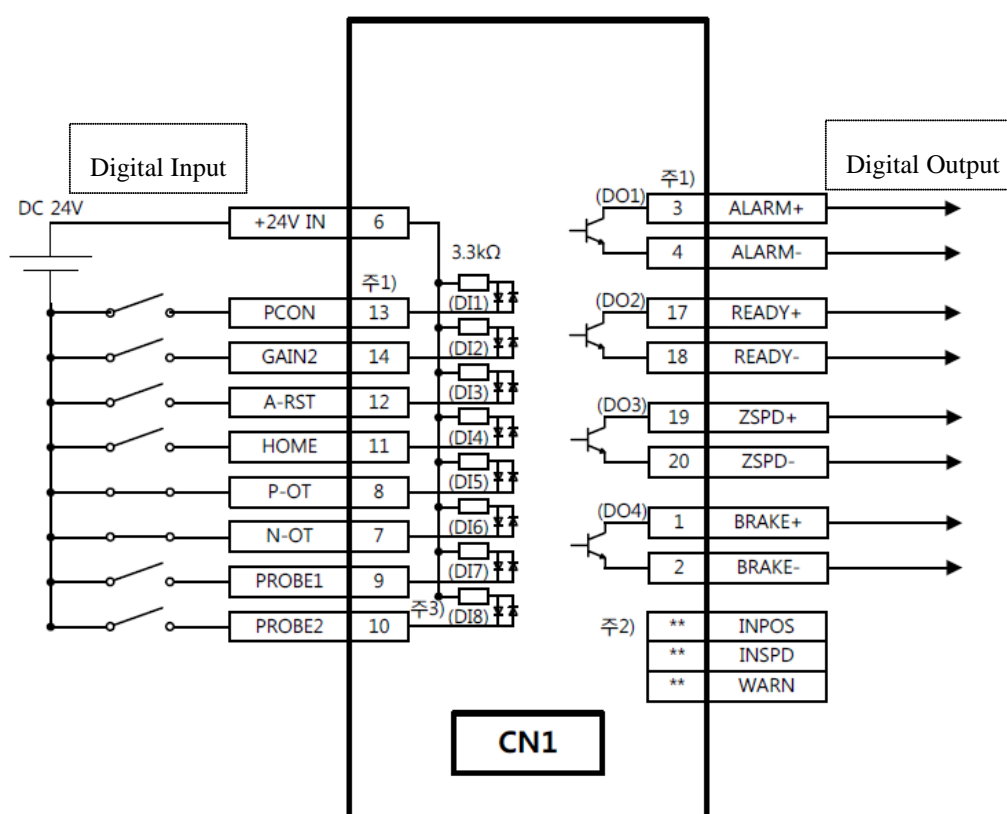 Digital Input
Digital Output
DC 24V
+24V IN 6
3.3kΩ
주1)
PCON 13 (DI1)
GAIN2 14 (DI2)
A-RST 12 (DI3)
HOME 11 (DI4)
P-OT 8 (DI5)
N-OT 7 (DI6)
PROBE1 9 (DI7)
주3)
PROBE2 10 (DI8)
주1)
(DO1) 3 ALARM+
4 ALARM-
(DO2) 17 READY+
18 READY-
(DO3) 19 ZSPD+
20 ZSPD-
(DO4) 1 BRAKE+
2 BRAKE-
주2) ** INPOS
** INSPD
** WARN
CN1